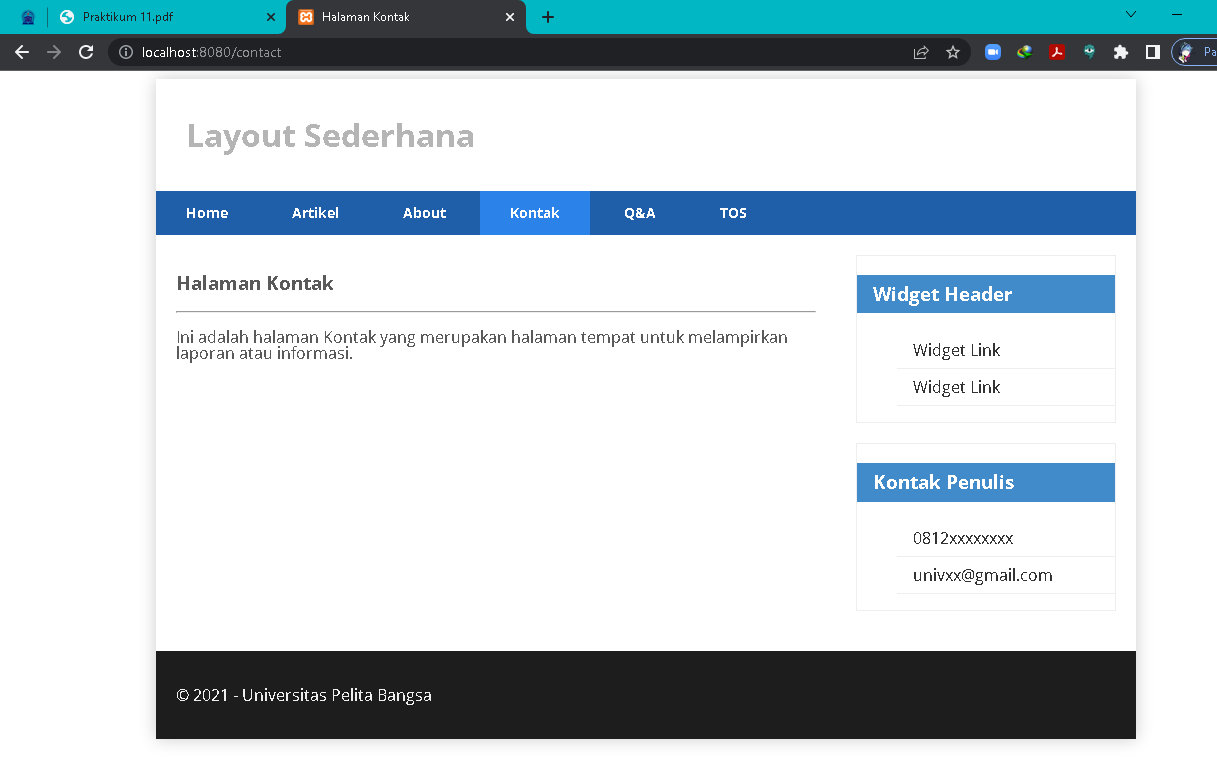 Praktikum 11.pdf
Halaman Kontak
localhost:8080/contact
Pa
Layout Sederhana
Home Artikel About Kontak Q&A TOS
Halaman Kontak
Ini adalah halaman Kontak yang merupakan halaman tempat untuk melampirkan
laporan atau informasi.
Widget Header
Widget Link
Widget Link
Kontak Penulis
0812xxxxxxxx
univxx@gmail.com
© 2021 - Universitas Pelita Bangsa